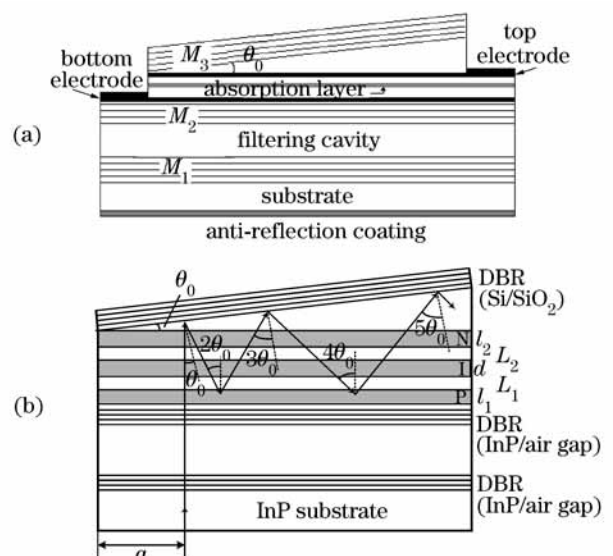 (a)
bottom electrode
top electrode
M3
θ0
absorption layer
M2
filtering cavity
M1
substrate
anti-reflection coating
(b)
θ0
DBR (Si/SiO2)
N l2
L2
I d
L1
P l1
θ0
2θ0
3θ0
4θ0
5θ0
DBR (InP/air gap)
DBR (InP/air gap)
InP substrate
a